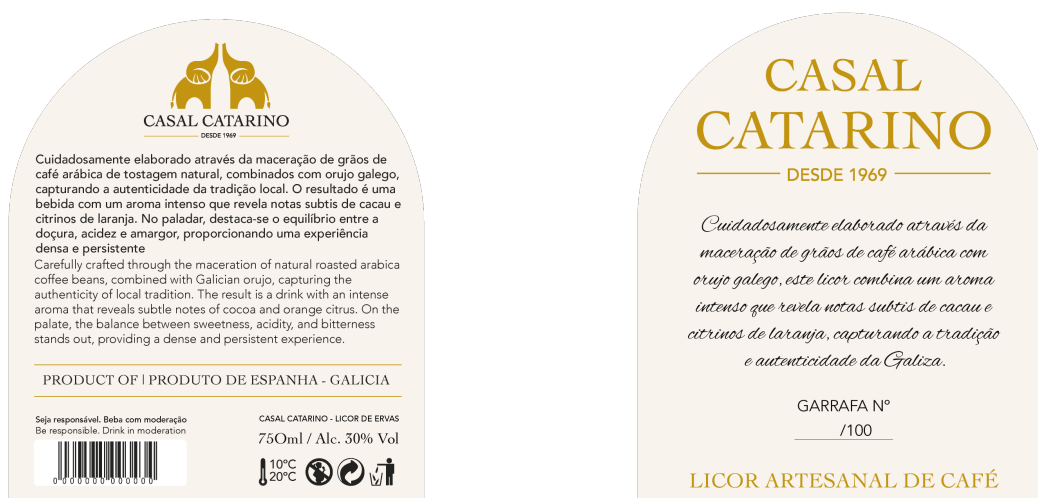 CASAL CATARINO
DESDE 1969
Cuidadosamente elaborado através da maceração de grãos de
café arábica de tostagem natural, combinados com orujo galego,
capturando a autenticidade da tradição local. O resultado é uma
bebida com um aroma intenso que revela notas subtis de cacau e
citrinos de laranja. No paladar, destaca-se o equilíbrio entre a
doçura, acidez e amargor, proporcionando uma experiência
densa e persistente
Carefully crafted through the maceration of natural roasted arabica
coffee beans, combined with Galician orujo, capturing the
authenticity of local tradition. The result is a drink with an intense
aroma that reveals subtle notes of cocoa and orange citrus. On the
palate, the balance between sweetness, acidity, and bitterness
stands out, providing a dense and persistent experience.
PRODUCT OF | PRODUTO DE ESPANHA - GALICIA
Seja responsável. Beba com moderação
Be responsible. Drink in moderation
0 000000 000000
CASAL CATARINO - LICOR DE ERVAS
750ml / Alc. 30% Vol
10ºC
20ºC
CASAL
CATARINO
DESDE 1969
Cuidadosamente elaborado através da
maceração de grãos de café arábica com
orujo galego, este licor combina um aroma
intenso que revela notas subtis de cacau e
citrinos de laranja, capturando a tradição
e autenticidade da Galiza.
GARRAFA Nº
/100
LICOR ARTESANAL DE CAFÉ